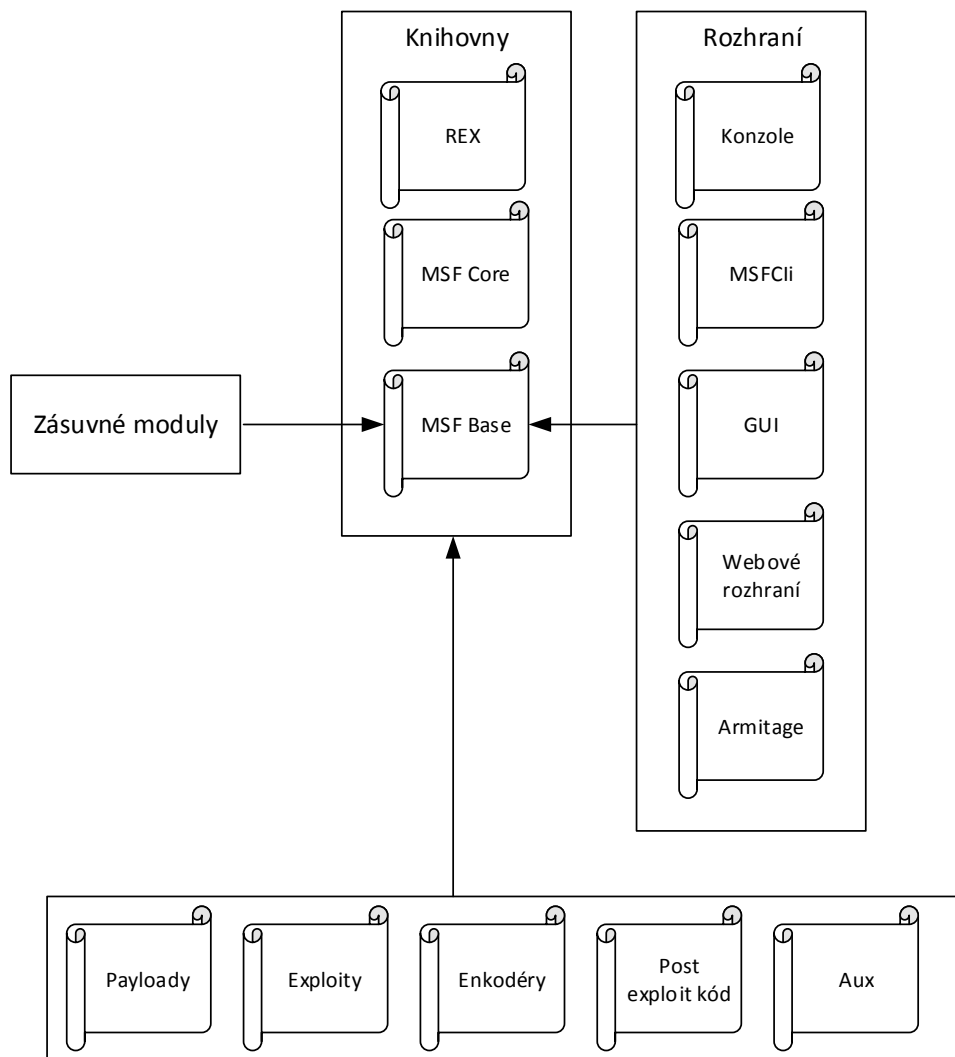 Knihovny
REX
MSF Core
MSF Base
Rozhraní
Konzole
MSFCIi
GUI
Webové
rozhraní
Armitage
Zásuvné moduly
Payloady
Exploity
Enkodéry
Post
exploit kód
Aux